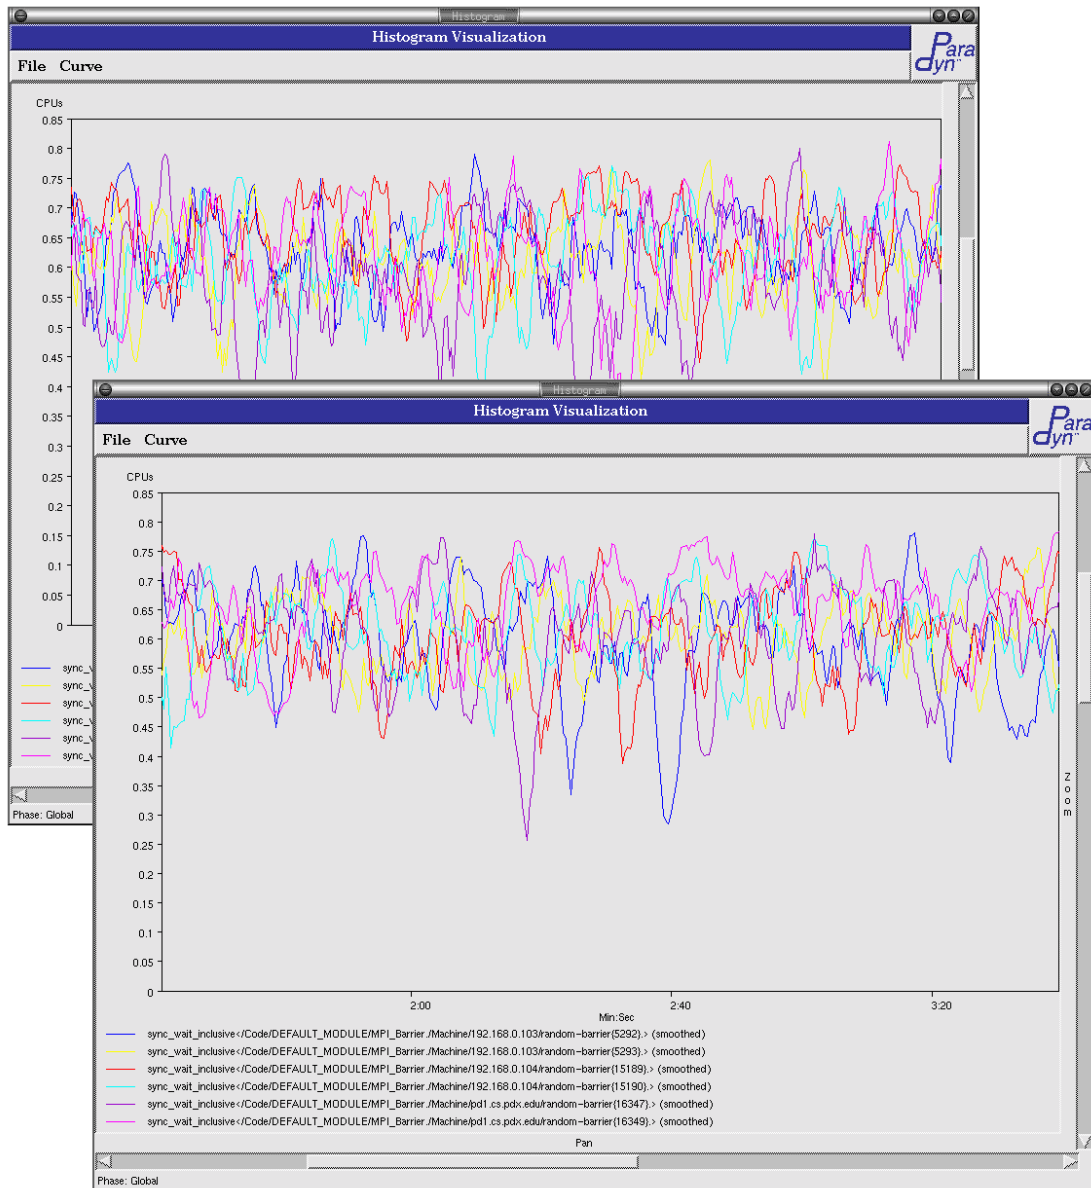 Histogram
Histogram Visualization
Para
dyn
™
File Curve
CPUs
0.85
0.8
0.75
0.7
0.65
0.6
0.55
0.5
0.45
0.4
0.35
0.3
0.25
0.2
0.15
0.1
0.05
0
sync_v
sync_v
sync_v
sync_v
sync_v
sync_v
Phase: Global
Histogram
Histogram Visualization
Para
dyn
™
File Curve
CPUs
0.85
0.8
0.75
0.7
0.65
0.6
0.55
0.5
0.45
0.4
0.35
0.3
0.25
0.2
0.15
0.1
0.05
0
2:00 2:40 3:20
Min:Sec
Zoom
sync_wait_inclusive</Code/DEFAULT_MODULE/MPI_Barrier./Machine/192.168.0.103/random-barrier{5292}.> (smoothed)
sync_wait_inclusive</Code/DEFAULT_MODULE/MPI_Barrier./Machine/192.168.0.103/random-barrier{5293}.> (smoothed)
sync_wait_inclusive</Code/DEFAULT_MODULE/MPI_Barrier./Machine/192.168.0.104/random-barrier{15189}.> (smoothed)
sync_wait_inclusive</Code/DEFAULT_MODULE/MPI_Barrier./Machine/192.168.0.104/random-barrier{15190}.> (smoothed)
sync_wait_inclusive</Code/DEFAULT_MODULE/MPI_Barrier./Machine/pd1.cs.pdx.edu/random-barrier{16347}.> (smoothed)
sync_wait_inclusive</Code/DEFAULT_MODULE/MPI_Barrier./Machine/pd1.cs.pdx.edu/random-barrier{16349}.> (smoothed)
Pan
Phase: Global